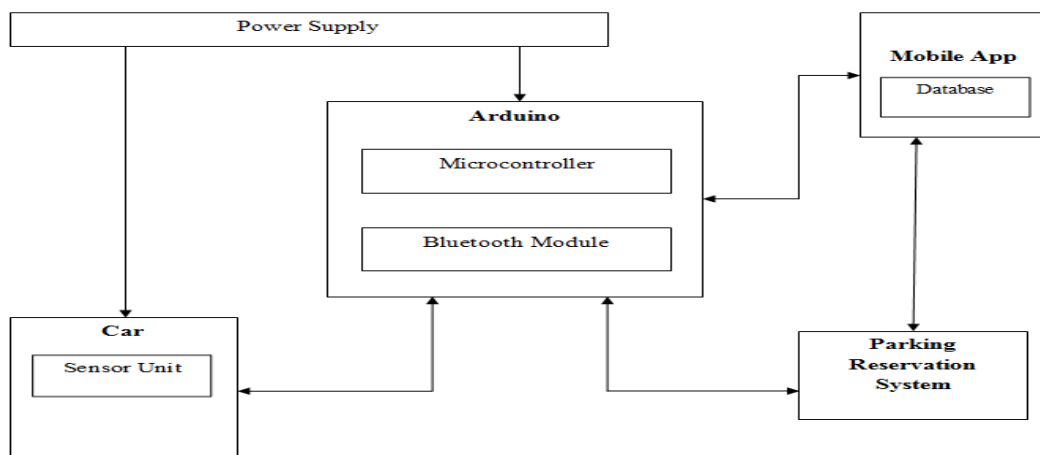 Power Supply
Mobile App
Database
Arduino
Microcontroller
Bluetooth Module
Car
Sensor Unit
Parking
Reservation
System